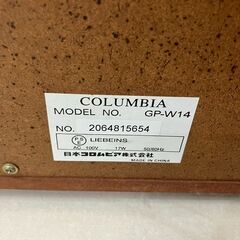 COLUMBIA
MODEL NO. GP-W14
NO. 2064815654
LIEBEINS
AC 100V 17W 50/60Hz
日本コロムビア株式会社
MADE IN CHINA